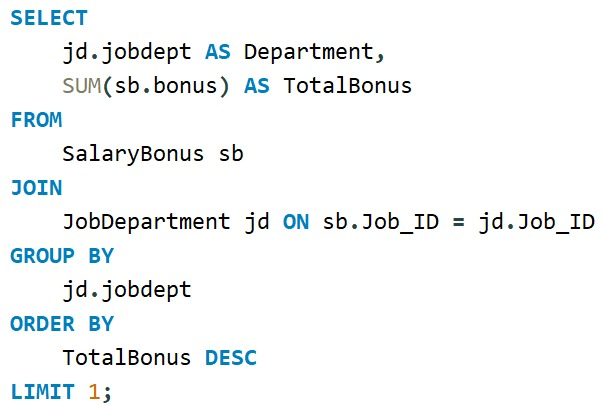 SELECT
jd.jobdept AS Department,
SUM(sb.bonus) AS TotalBonus
FROM
SalaryBonus sb
JOIN
JobDepartment jd ON sb.Job_ID = jd.Job_ID
GROUP BY
jd.jobdept
ORDER BY
TotalBonus DESC
LIMIT 1;